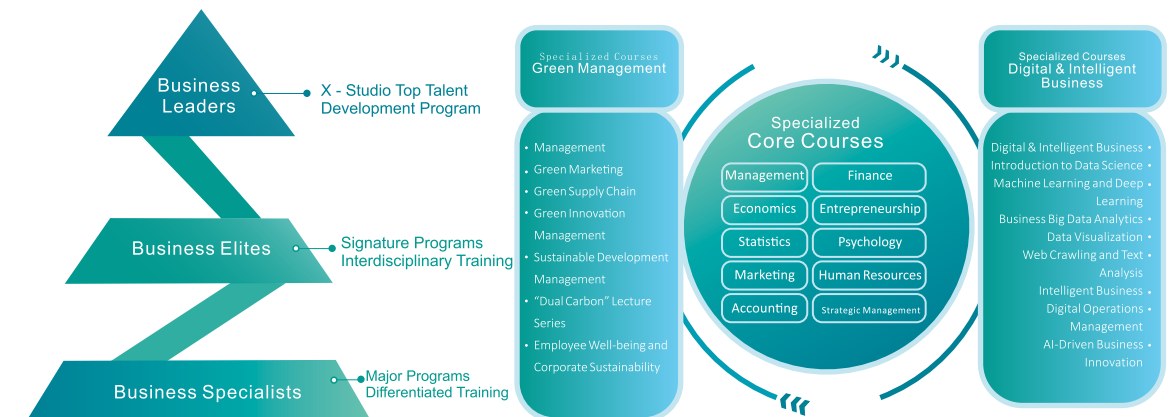 Business
Leaders
X - Studio Top Talent
Development Program
Business Elites
Signature Programs
Interdisciplinary Training
Business Specialists
Major Programs
Differentiated Training
Specialized Courses
Green Management
• Management
• Green Marketing
• Green Supply Chain
• Green Innovation
Management
• Sustainable Development
Management
• “Dual Carbon” Lecture
Series
• Employee Well-being and
Corporate Sustainability
Specialized
Core Courses
Management
Finance
Economics
Entrepreneurship
Statistics
Psychology
Marketing
Human Resources
Accounting
Strategic Management
Specialized Courses
Digital & Intelligent
Business
Digital & Intelligent Business •
Introduction to Data Science •
Machine Learning and Deep •
Learning
Business Big Data Analytics •
Data Visualization •
Web Crawling and Text •
Analysis
Intelligent Business •
Digital Operations •
Management
AI-Driven Business •
Innovation